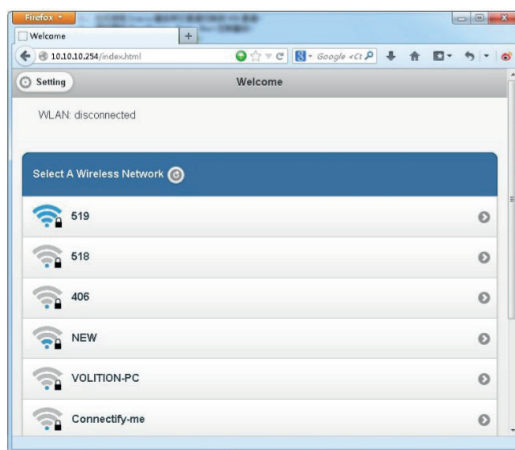 Firefox
Welcome
10.10.10.254/index.html
Google <Ct
Setting
Welcome
WLAN: disconnected
Select A Wireless Network
519
518
406
NEW
VOLITION-PC
Connectify-me